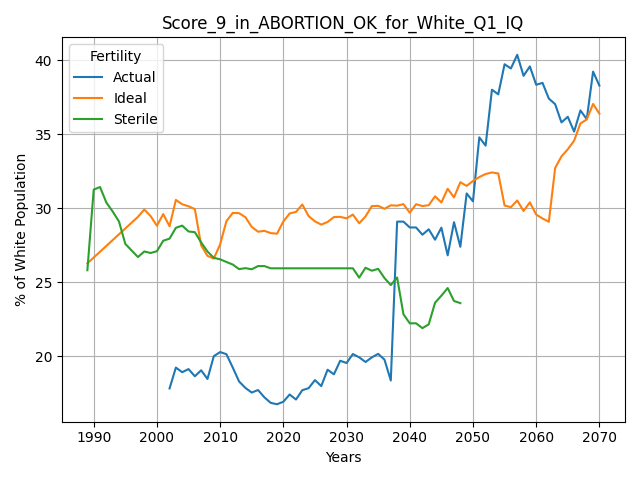 Score_9_in_ABORTION_OK_for_White_Q1_IQ
Fertility
Actual
Ideal
Sterile
% of White Population
40
35
30
25
20
1990 2000 2010 2020 2030 2040 2050 2060 2070
Years